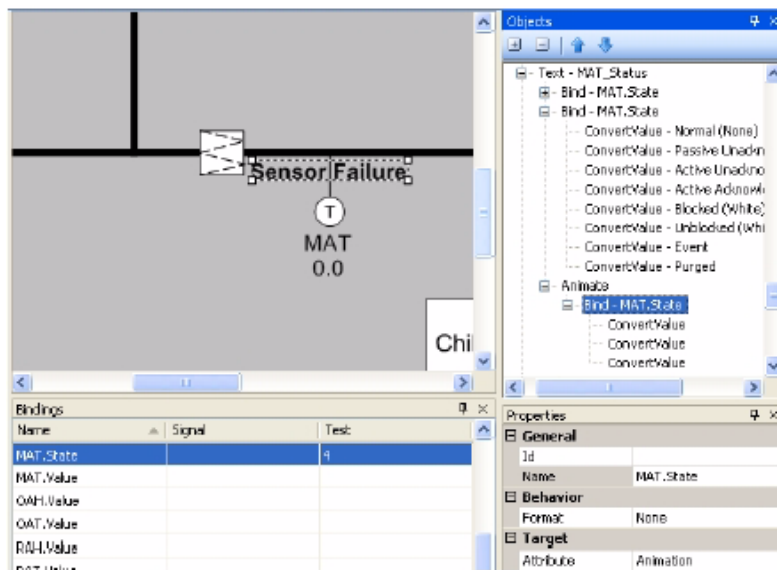 Sensor Failure
T
MAT
0.0
Chi
Objects
Text - MAT_Status
Bind - MAT.State
Bind - MAT.State
ConvertValue - Normal (None)
ConvertValue - Passive Unackn
ConvertValue - Active Unackno
ConvertValue - Active Acknowl
ConvertValue - Blocked (White)
ConvertValue - Unblocked (Whi
ConvertValue - Event
ConvertValue - Purged
Animate
Bind - MAT.State
ConvertValue
ConvertValue
ConvertValue
Bindings
Name Signal Test
MAT.State 4
MAT.Value
OAH.Value
OAT.Value
RAH.Value
RAT.Value
Properties
General
Id
Name MAT.State
Behavior
Format None
Target
Attribute Animation